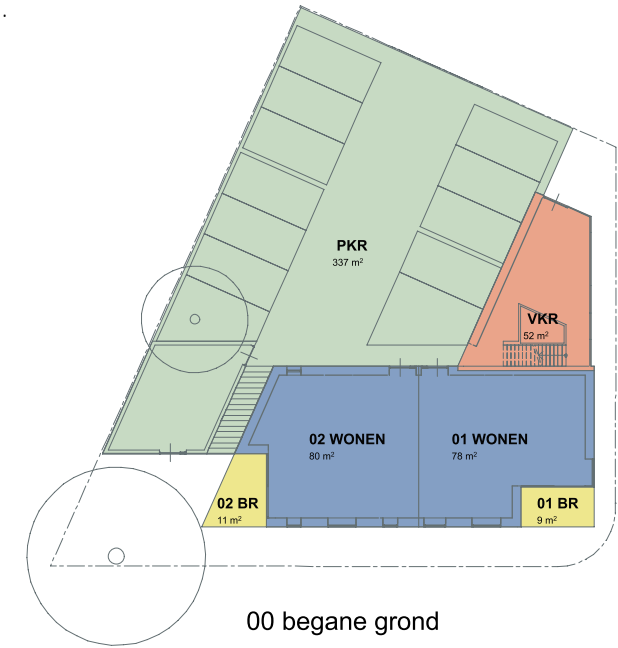 PKR
337 m²
VKR
52 m²
02 WONEN
80 m²
01 WONEN
78 m²
02 BR
11 m²
01 BR
9 m²
00 begane grond